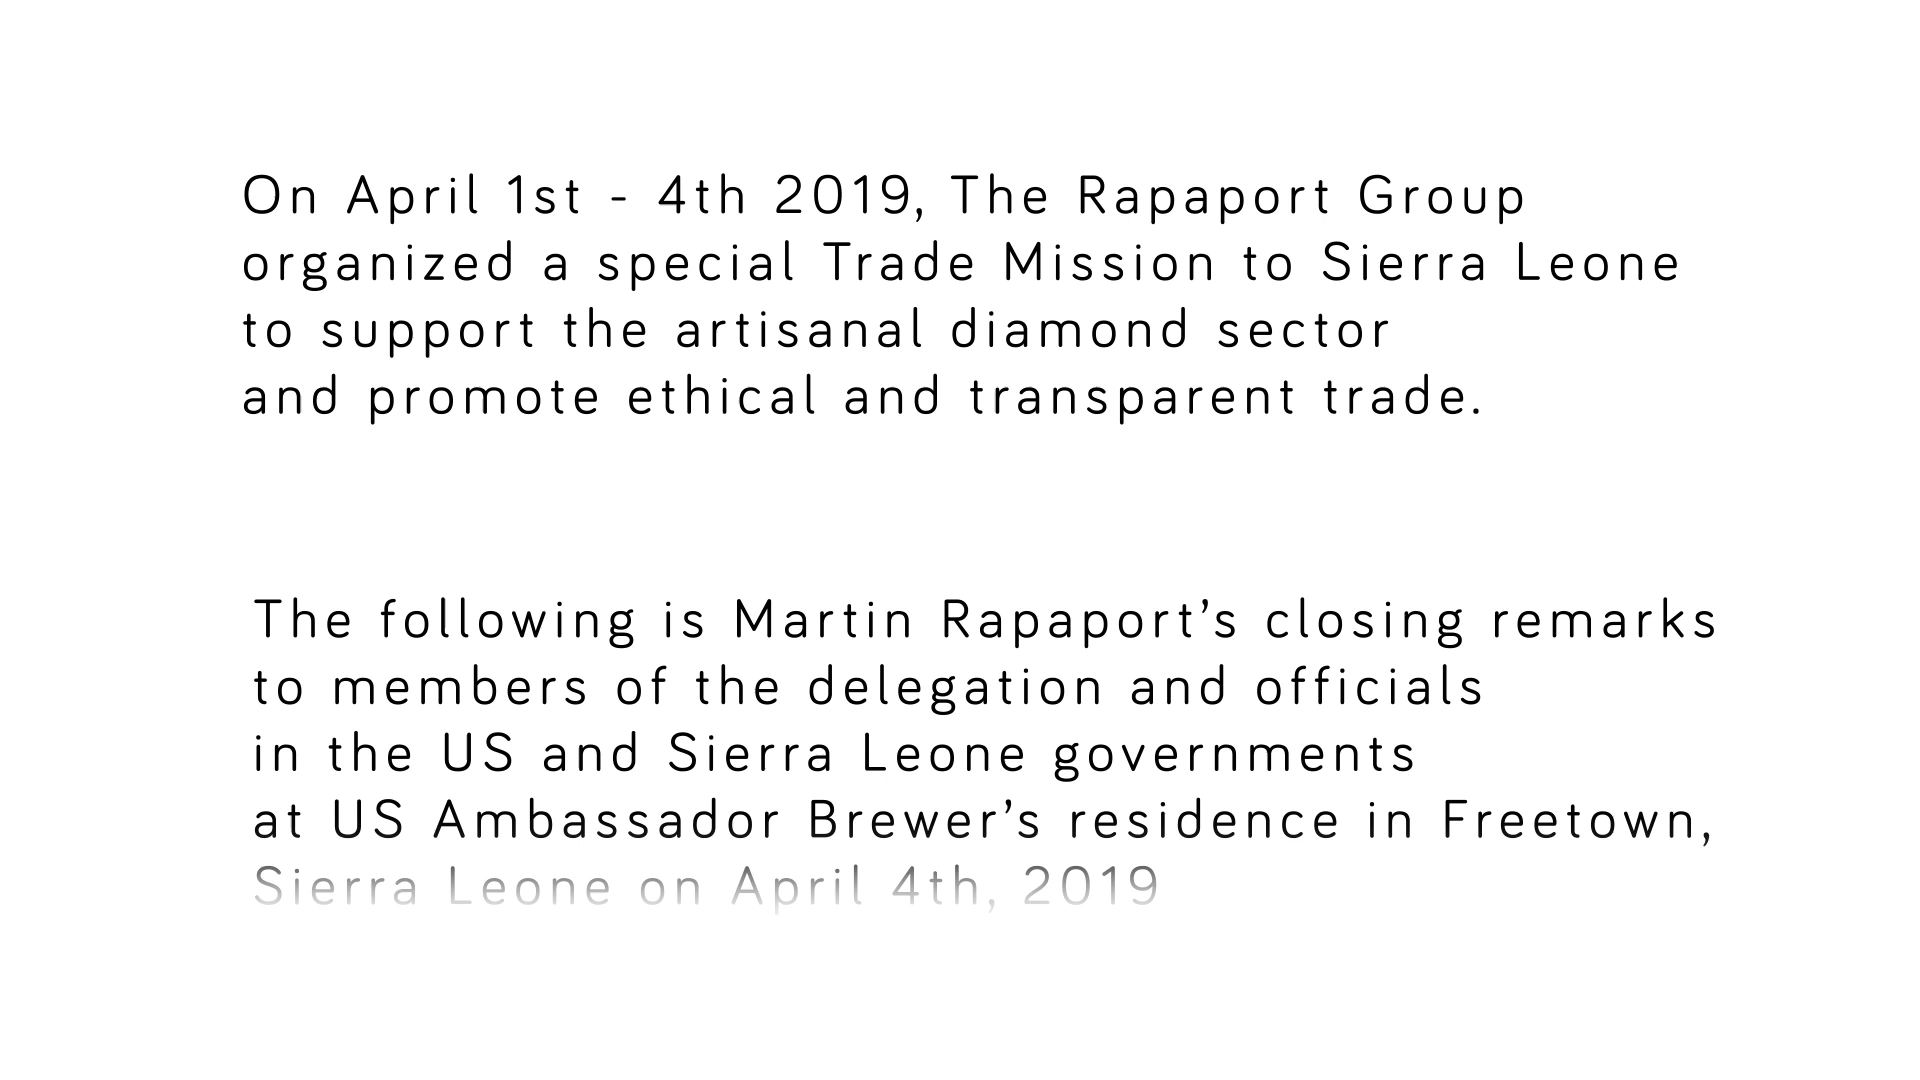 On April 1st - 4th 2019, The Rapaport Group
organized a special Trade Mission to Sierra Leone
to support the artisanal diamond sector
and promote ethical and transparent trade.
The following is Martin Rapaport’s closing remarks
to members of the delegation and officials
in the US and Sierra Leone governments
at US Ambassador Brewer’s residence in Freetown,
Sierra Leone on April 4th, 2019